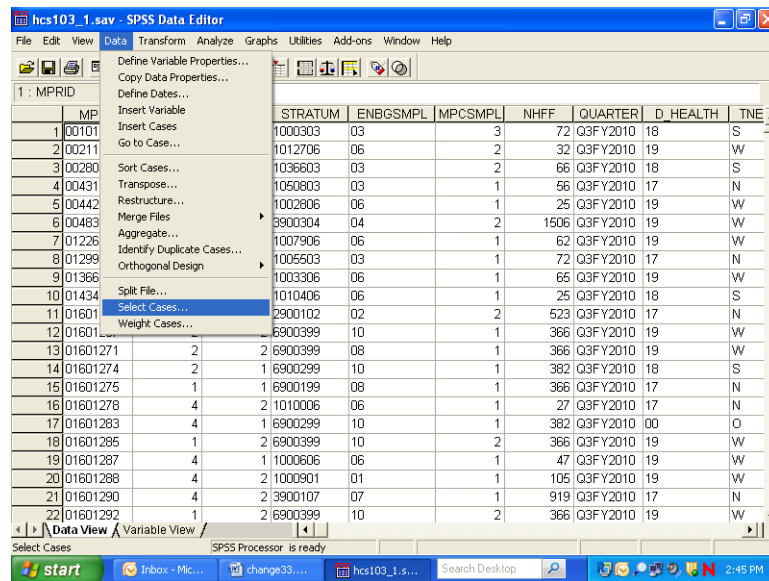 hcs103_1.sav - SPSS Data Editor
File Edit View Data Transform Analyze Graphs Utilities Add-ons Window Help
Define Variable Properties...
Copy Data Properties...
Define Dates...
Insert Variable
Insert Cases
Go to Case...
Sort Cases...
Transpose...
Restructure...
Merge Files
Aggregate...
Identify Duplicate Cases...
Orthogonal Design
Split File...
Select Cases...
Weight Cases...
1 : MPRID
MP STRATUM ENBGSMPL MPCSMPL NHFF QUARTER D_HEALTH TNE
1 00101 1000303 03 3 72 Q3FY2010 18 S
2 00211 1012706 06 2 32 Q3FY2010 19 W
3 00280 1036603 03 2 66 Q3FY2010 18 S
4 00431 1050803 03 1 56 Q3FY2010 17 N
5 00442 1002806 06 1 25 Q3FY2010 19 W
6 00483 3900304 04 2 1506 Q3FY2010 19 W
7 01226 1007906 06 1 62 Q3FY2010 19 W
8 01299 1005503 03 1 72 Q3FY2010 17 N
9 01366 1003306 06 1 65 Q3FY2010 19 W
10 01434 1010406 06 1 25 Q3FY2010 18 S
11 01601 2900102 02 2 523 Q3FY2010 17 N
12 6900399 10 1 366 Q3FY2010 19 W
13 01601271 2 2 6900399 08 1 366 Q3FY2010 19 W
14 01601274 2 1 6900299 10 1 382 Q3FY2010 18 S
15 01601275 1 1 6900199 08 1 366 Q3FY2010 17 N
16 01601278 4 2 1010006 06 1 27 Q3FY2010 17 N
17 01601283 4 1 6900299 10 1 382 Q3FY2010 00 O
18 01601285 1 2 6900399 10 2 366 Q3FY2010 19 W
19 01601287 4 1 1000606 06 1 47 Q3FY2010 19 W
20 01601288 4 2 1000901 01 1 105 Q3FY2010 19 W
21 01601290 4 2 3900107 07 1 919 Q3FY2010 17 N
22 01601292 1 2 6900399 10 2 366 Q3FY2010 19 W
Data View Variable View
Select Cases SPSS Processor is ready
start Inbox - Mic... change33.... hcs103_1.s... Search Desktop N 2:45 PM